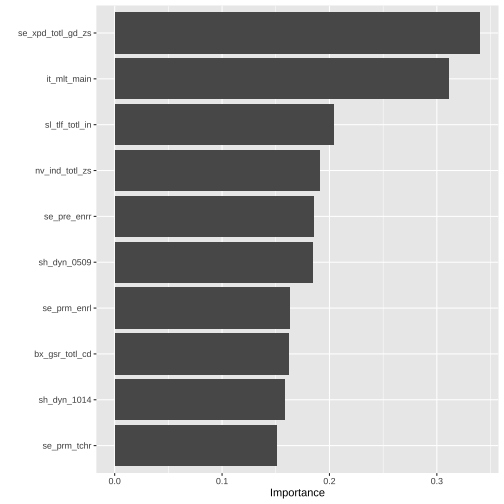 se_xpd_totl_gd_zs
it_mlt_main
sl_tlf_totl_in
nv_ind_totl_zs
se_pre_enrr
sh_dyn_0509
se_prm_enrl
bx_gsr_totl_cd
sh_dyn_1014
se_prm_tchr
0.0 0.1 0.2 0.3
Importance